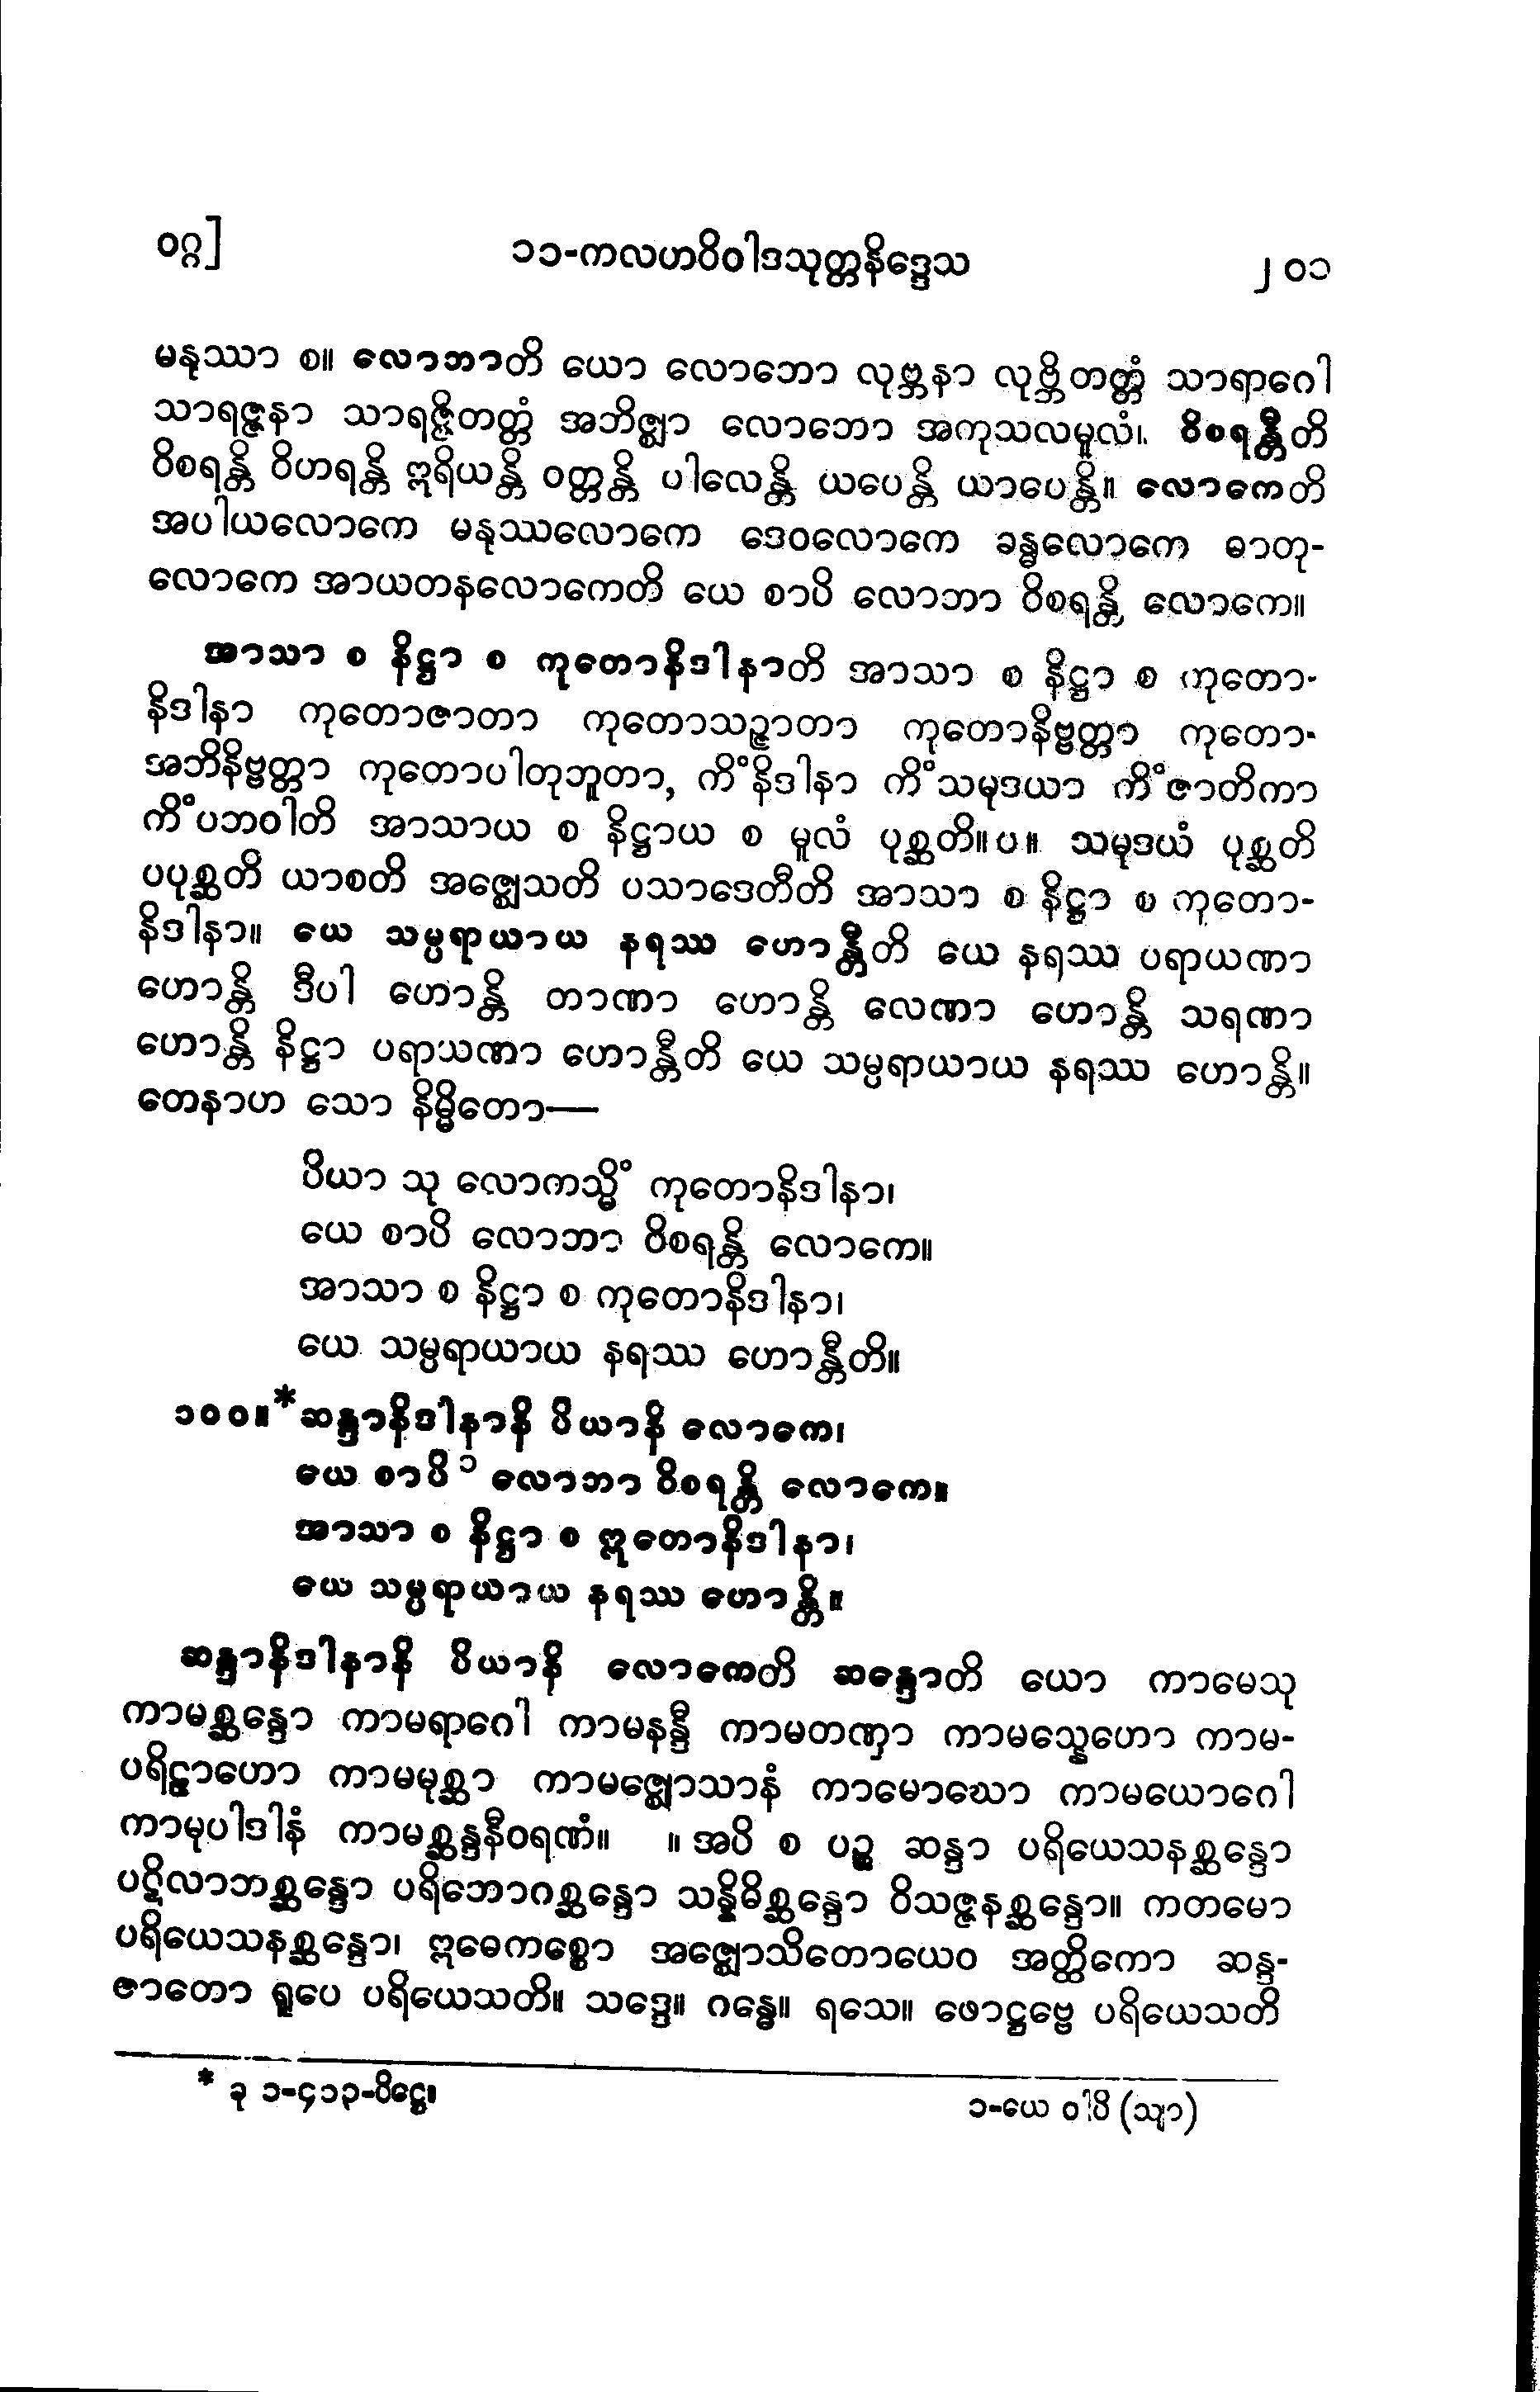 ဝဂ္ဂ]
၁၁-ကလဟဝိဝါဒသုတ္တနိဒ္ဒေသ
၂၀၁
မနုဿာ စ။ လောဘာတိ ယော လောဘော လုဗ္ဘနာ လုဗ္ဘိတတ္တံ သာရာဂေါ
သာရဇ္ဇနာ သာရဇ္ဇိတတ္တံ အဘိဇ္ဈာ လောဘော အကုသလမူလံ။ ဝိစရန္တီတိ
ဝိစရန္တိ ဝိဟရန္တိ ဣရိယန္တိ ဝတ္တန္တိ ပါလေန္တိ ယပေန္တိ ယာပေန္တိ။ လောကေတိ
အပါယလောကေ မနုဿလောကေ ဒေဝလောကေ ခန္ဓလောကေ ဓာတု-
လောကေ အာယတနလောကေတိ ယေ စာပိ လောဘာ ဝိစရန္တိ လောကေ။
အာသာ စ နိဋ္ဌာ စ ကုတောနိဒါနာတိ အာသာ စ နိဋ္ဌာ စ ကုတော-
နိဒါနာ ကုတောဇာတာ ကုတောသဉ္ဇာတာ ကုတောနိဗ္ဗတ္တာ ကုတော-
အဘိနိဗ္ဗတ္တာ ကုတောပါတုဘူတာ, ကိံနိဒါနာ ကိံသမုဒယာ ကိံဇာတိကာ
ကိံပဘဝါတိ အာသာယ စ နိဋ္ဌာယ စ မူလံ ပုစ္ဆတိ။ပ။ သမုဒယံ ပုစ္ဆတိ
ပပုစ္ဆတိ ယာစတိ အဇ္ဈေသတိ ပသာဒေတီတိ အာသာ စ နိဋ္ဌာ စ ကုတော-
နိဒါနာ။ ယေ သမ္ပရာယာယ နရဿ ဟောန္တီတိ ယေ နရဿ ပရာယဏာ
ဟောန္တိ ဒီပါ ဟောန္တိ တာဏာ ဟောန္တိ လေဏာ ဟောန္တိ သရဏာ
ဟောန္တိ နိဋ္ဌာ ပရာယဏာ ဟောန္တီတိ ယေ သမ္ပရာယာယ နရဿ ဟောန္တိ။
တေနာဟ သော နိမ္မိတော—
ပိယာ သု လောကသ္မိံ ကုတောနိဒါနာ၊
ယေ စာပိ လောဘာ ဝိစရန္တိ လောကေ။
အာသာ စ နိဋ္ဌာ စ ကုတောနိဒါနာ၊
ယေ သမ္ပရာယာယ နရဿ ဟောန္တီတိ။
၁၀၀။*ဆန္ဒာနိဒါနာနိ ပိယာနိ လောကေ၊
ယေ စာပိ ၁ လောဘာ ဝိစရန္တိ လောကေ။
အာသာ စ နိဋ္ဌာ စ ဣတောနိဒါနာ၊
ယေ သမ္ပရာယာယ နရဿ ဟောန္တိ။
ဆန္ဒာနိဒါနာနိ ပိယာနိ လောကေတိ ဆန္ဒောတိ ယော ကာမေသု
ကာမစ္ဆန္ဒော ကာမရာဂေါ ကာမနန္ဒီ ကာမတဏှာ ကာမသ္နေဟော ကာမ-
ပရိဠာဟော ကာမမုစ္ဆာ ကာမဇ္ဈောသာနံ ကာမောဃော ကာမယောဂေါ
ကာမုပါဒါနံ ကာမစ္ဆန္ဒနီဝရဏံ။ ။ အပိ စ ပဉ္စ ဆန္ဒာ ပရိယေသနစ္ဆန္ဒော
ပဋိလာဘစ္ဆန္ဒော ပရိဘောဂစ္ဆန္ဒော သန္နိဓိစ္ဆန္ဒော ဝိသဇ္ဇနစ္ဆန္ဒော။ ကတမော
ပရိယေသနစ္ဆန္ဒော၊ ဣဓေကစ္စော အဇ္ဈောသိတောယေဝ အတ္ထိကော ဆန္ဒ-
ဇာတော ရူပေ ပရိယေသတိ။ သဒ္ဒေ။ ဂန္ဓေ။ ရသေ။ ဖောဋ္ဌဗ္ဗေ ပရိယေသတိ
* ခု ၁-၄၁၃-ပိဋ္ဌေ။
၁-ယေ ဝါပိ (သျာ)